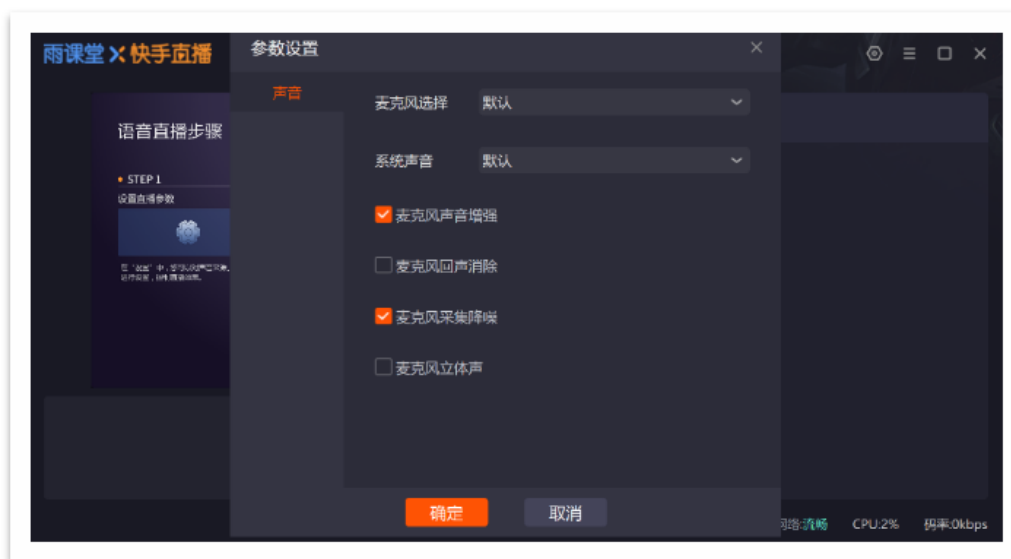 雨课堂 X 快手直播
参数设置
声音
麦克风选择 默认
语音直播步骤
系统声音 默认
• STEP 1
设置直播参数
麦克风声音增强
麦克风回声消除
麦克风采集降噪
麦克风立体声
确定 取消
网络:流畅 CPU:2% 码率:0kbps